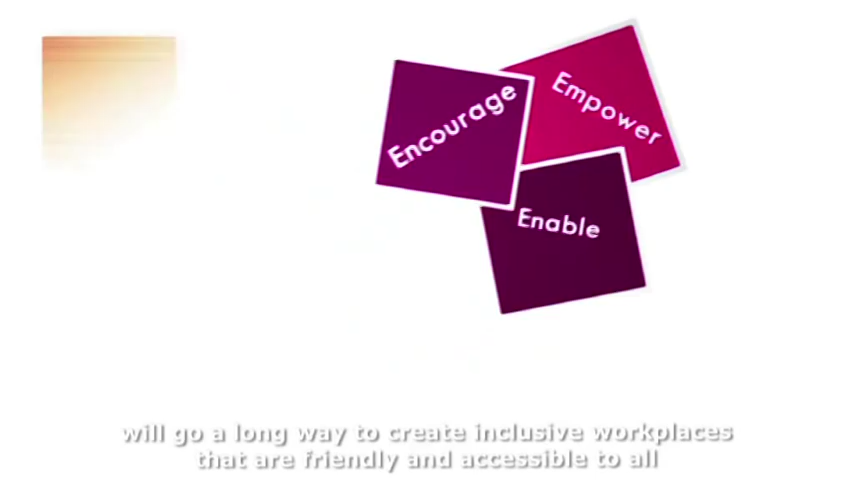 Encourage
Empower
Enable
will go a long way to create inclusive workplaces
that are friendly and accessible to all